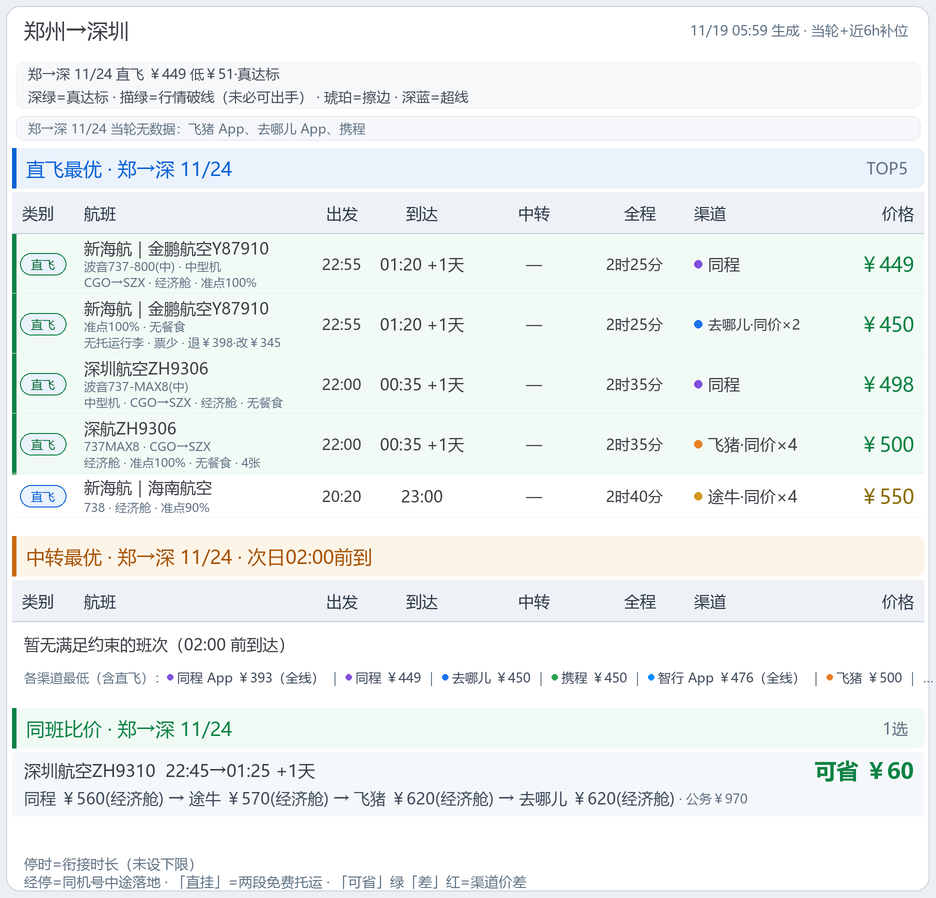 郑州→深圳
11/19 05:59 生成 · 当轮+近6h补位
郑→深 11/24 直飞 ¥449 低¥51·真达标
深绿=真达标 · 描绿=行情破线（未必可出手） · 琥珀=擦边 · 深蓝=超线
郑→深 11/24 当轮无数据：飞猪 App、去哪儿 App、携程
直飞最优 · 郑→深 11/24 TOP5
类别 航班 出发 到达 中转 全程 渠道 价格
新海航｜金鹏航空Y87910
波音737-800(中) · 中型机
CGO→SZX · 经济舱 · 准点100%
直飞 22:55 01:20 +1天 — 2时25分 同程 ¥449
新海航｜金鹏航空Y87910
准点100% · 无餐食
无托运行李 · 票少 · 退¥398·改¥345
直飞 22:55 01:20 +1天 — 2时25分 去哪儿·同价×2 ¥450
深圳航空ZH9306
波音737-MAX8(中)
中型机 · CGO→SZX · 经济舱 · 无餐食
直飞 22:00 00:35 +1天 — 2时35分 同程 ¥498
深航ZH9306
737MAX8 · CGO→SZX
经济舱 · 准点100% · 无餐食 · 4张
直飞 22:00 00:35 +1天 — 2时35分 飞猪·同价×4 ¥500
新海航｜海南航空
738 · 经济舱 · 准点90%
直飞 20:20 23:00 — 2时40分 途牛·同价×4 ¥550
中转最优 · 郑→深 11/24 · 次日02:00前到
类别 航班 出发 到达 中转 全程 渠道 价格
暂无满足约束的班次（02:00 前到达）
各渠道最低（含直飞）: 同程 App ¥393（全线） | 同程 ¥449 | 去哪儿 ¥450 | 携程 ¥450 | 智行 App ¥476（全线） | 飞猪 ¥500 | …
同班比价 · 郑→深 11/24 1选
深圳航空ZH9310 22:45→01:25 +1天 可省 ¥60
同程 ¥560(经济舱) → 途牛 ¥570(经济舱) → 飞猪 ¥620(经济舱) → 去哪儿 ¥620(经济舱) · 公务¥970
停时=衔接时长（未设下限）
经停=同机号中途落地 · 「直挂」=两段免费托运 · 「可省」绿「差」红=渠道价差